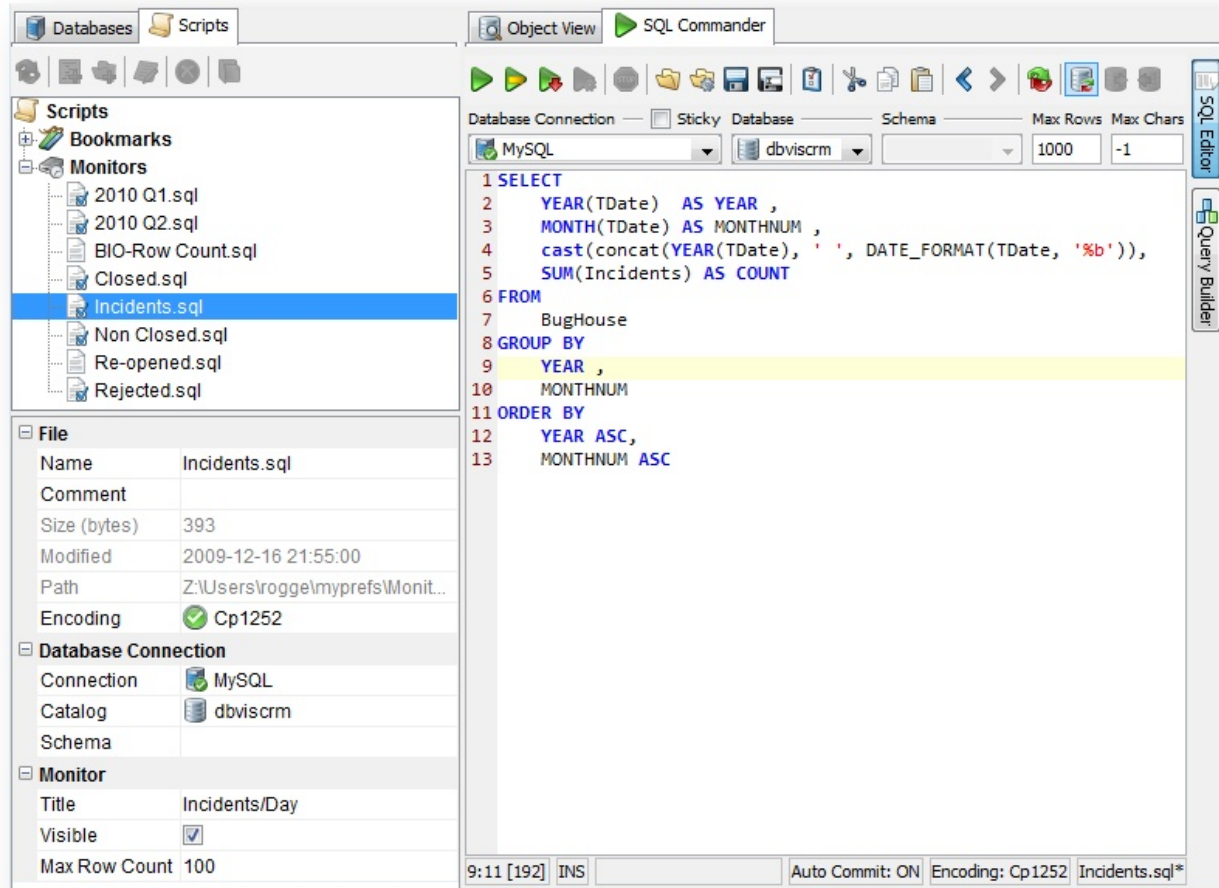 Databases
Scripts
Scripts
Bookmarks
Monitors
2010 Q1.sql
2010 Q2.sql
BIO-Row Count.sql
Closed.sql
Incidents.sql
Non Closed.sql
Re-opened.sql
Rejected.sql
File
Name Incidents.sql
Comment
Size (bytes) 393
Modified 2009-12-16 21:55:00
Path Z:\Users\rogge\myprefs\Monit...
Encoding Cp1252
Database Connection
Connection MySQL
Catalog dbviscrm
Schema
Monitor
Title Incidents/Day
Visible
Max Row Count 100
Object View
SQL Commander
Database Connection Sticky Database Schema Max Rows Max Chars
MySQL dbviscrm 1000 -1
1 SELECT
2 YEAR(TDate) AS YEAR ,
3 MONTH(TDate) AS MONTHNUM ,
4 cast(concat(YEAR(TDate), ' ', DATE_FORMAT(TDate, '%b')),
5 SUM(Incidents) AS COUNT
6 FROM
7 BugHouse
8 GROUP BY
9 YEAR ,
10 MONTHNUM
11 ORDER BY
12 YEAR ASC,
13 MONTHNUM ASC
9:11 [192] INS Auto Commit: ON Encoding: Cp1252 Incidents.sql*
SQL Editor
Query Builder